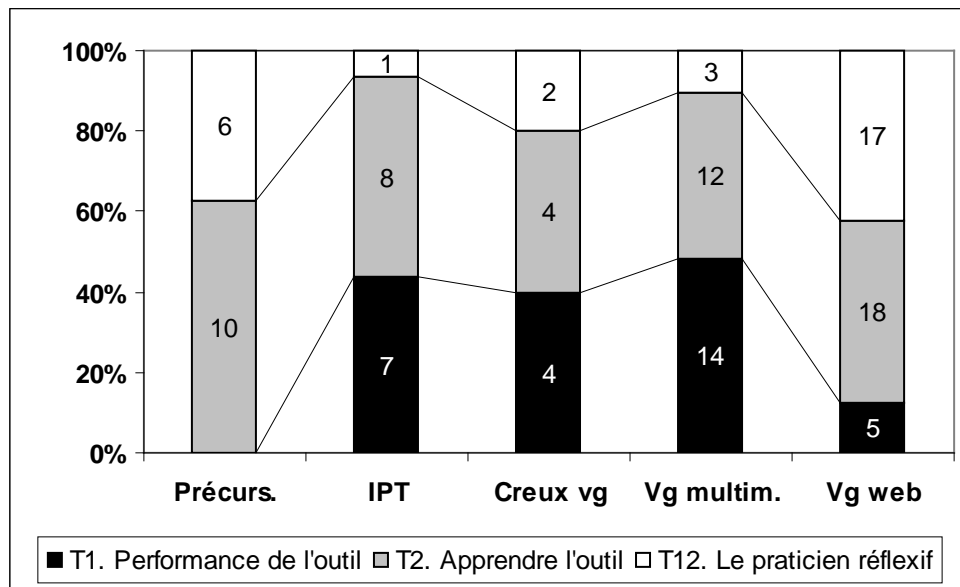 100%
80%
60%
40%
20%
0%
6
10
1
8
7
2
4
4
3
12
14
17
18
5
Précurs.
IPT
Creux vg
Vg multim.
Vg web
T1. Performance de l'outil
T2. Apprendre l'outil
T12. Le praticien réflexif